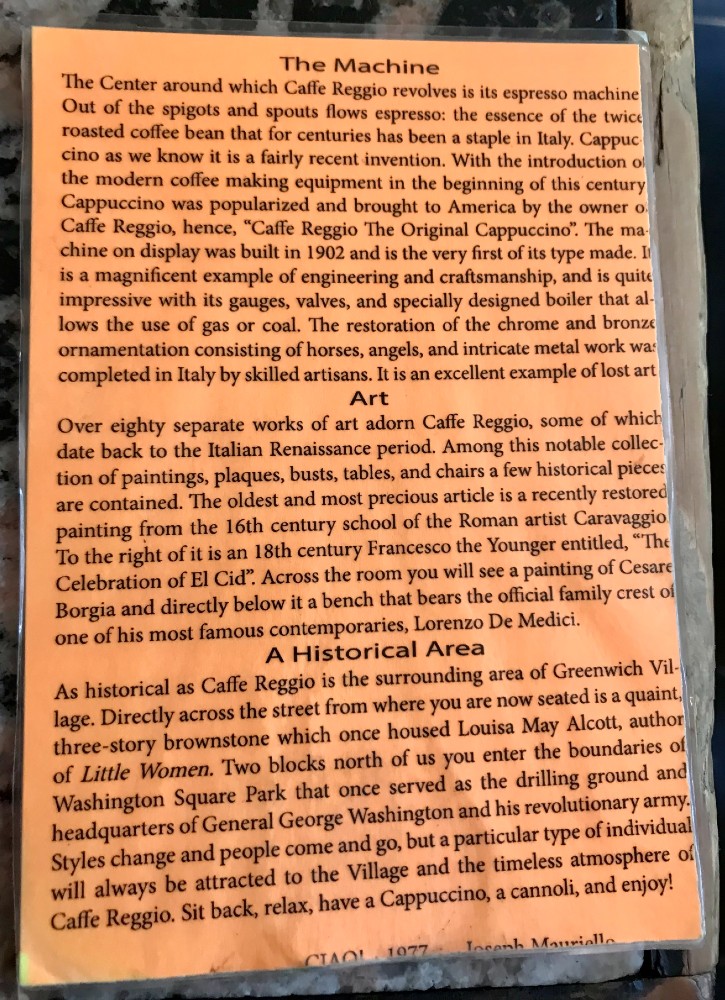 The Machine
The Center around which Caffe Reggio revolves is its espresso machine
Out of the spigots and spouts flows espresso: the essence of the twice
roasted coffee bean that for centuries has been a staple in Italy. Cappuc-
cino as we know it is a fairly recent invention. With the introduction of
the modern coffee making equipment in the beginning of this century
Cappuccino was popularized and brought to America by the owner o
Caffe Reggio, hence, “Caffe Reggio The Original Cappuccino”. The ma-
chine on display was built in 1902 and is the very first of its type made. It
is a magnificent example of engineering and craftsmanship, and is quite
impressive with its gauges, valves, and specially designed boiler that al-
lows the use of gas or coal. The restoration of the chrome and bronze
ornamentation consisting of horses, angels, and intricate metal work was
completed in Italy by skilled artisans. It is an excellent example of lost art
Art
Over eighty separate works of art adorn Caffe Reggio, some of which
date back to the Italian Renaissance period. Among this notable collec-
tion of paintings, plaques, busts, tables, and chairs a few historical pieces
are contained. The oldest and most precious article is a recently restored
painting from the 16th century school of the Roman artist Caravaggio
To the right of it is an 18th century Francesco the Younger entitled, “The
Celebration of El Cid”. Across the room you will see a painting of Cesare
Borgia and directly below it a bench that bears the official family crest of
one of his most famous contemporaries, Lorenzo De Medici.
A Historical Area
As historical as Caffe Reggio is the surrounding area of Greenwich Vil-
lage. Directly across the street from where you are now seated is a quaint,
three-story brownstone which once housed Louisa May Alcott, author
of Little Women. Two blocks north of us you enter the boundaries of
Washington Square Park that once served as the drilling ground and
headquarters of General George Washington and his revolutionary army.
Styles change and people come and go, but a particular type of individual
will always be attracted to the Village and the timeless atmosphere of
Caffe Reggio. Sit back, relax, have a Cappuccino, a cannoli, and enjoy!
CIAO! 1977 Joseph Mauriello